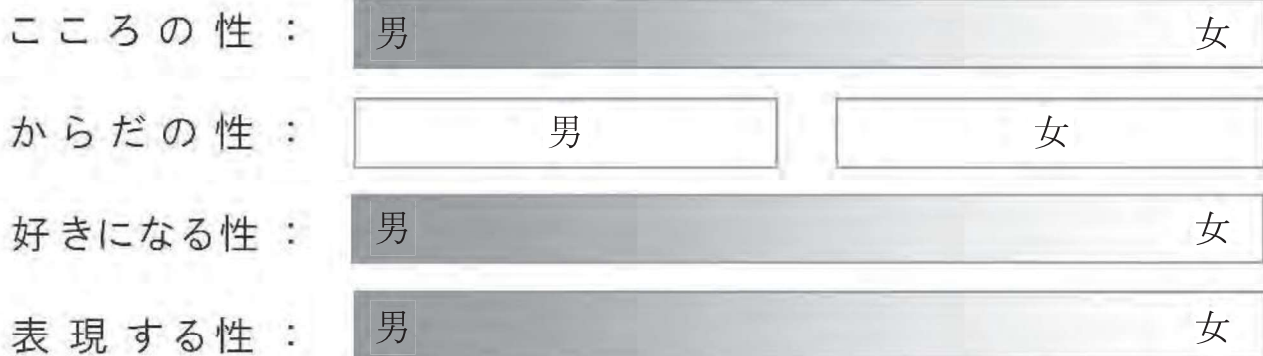 こころの性： 男 女
からだの性： 男 女
好きになる性： 男 女
表現する性： 男 女